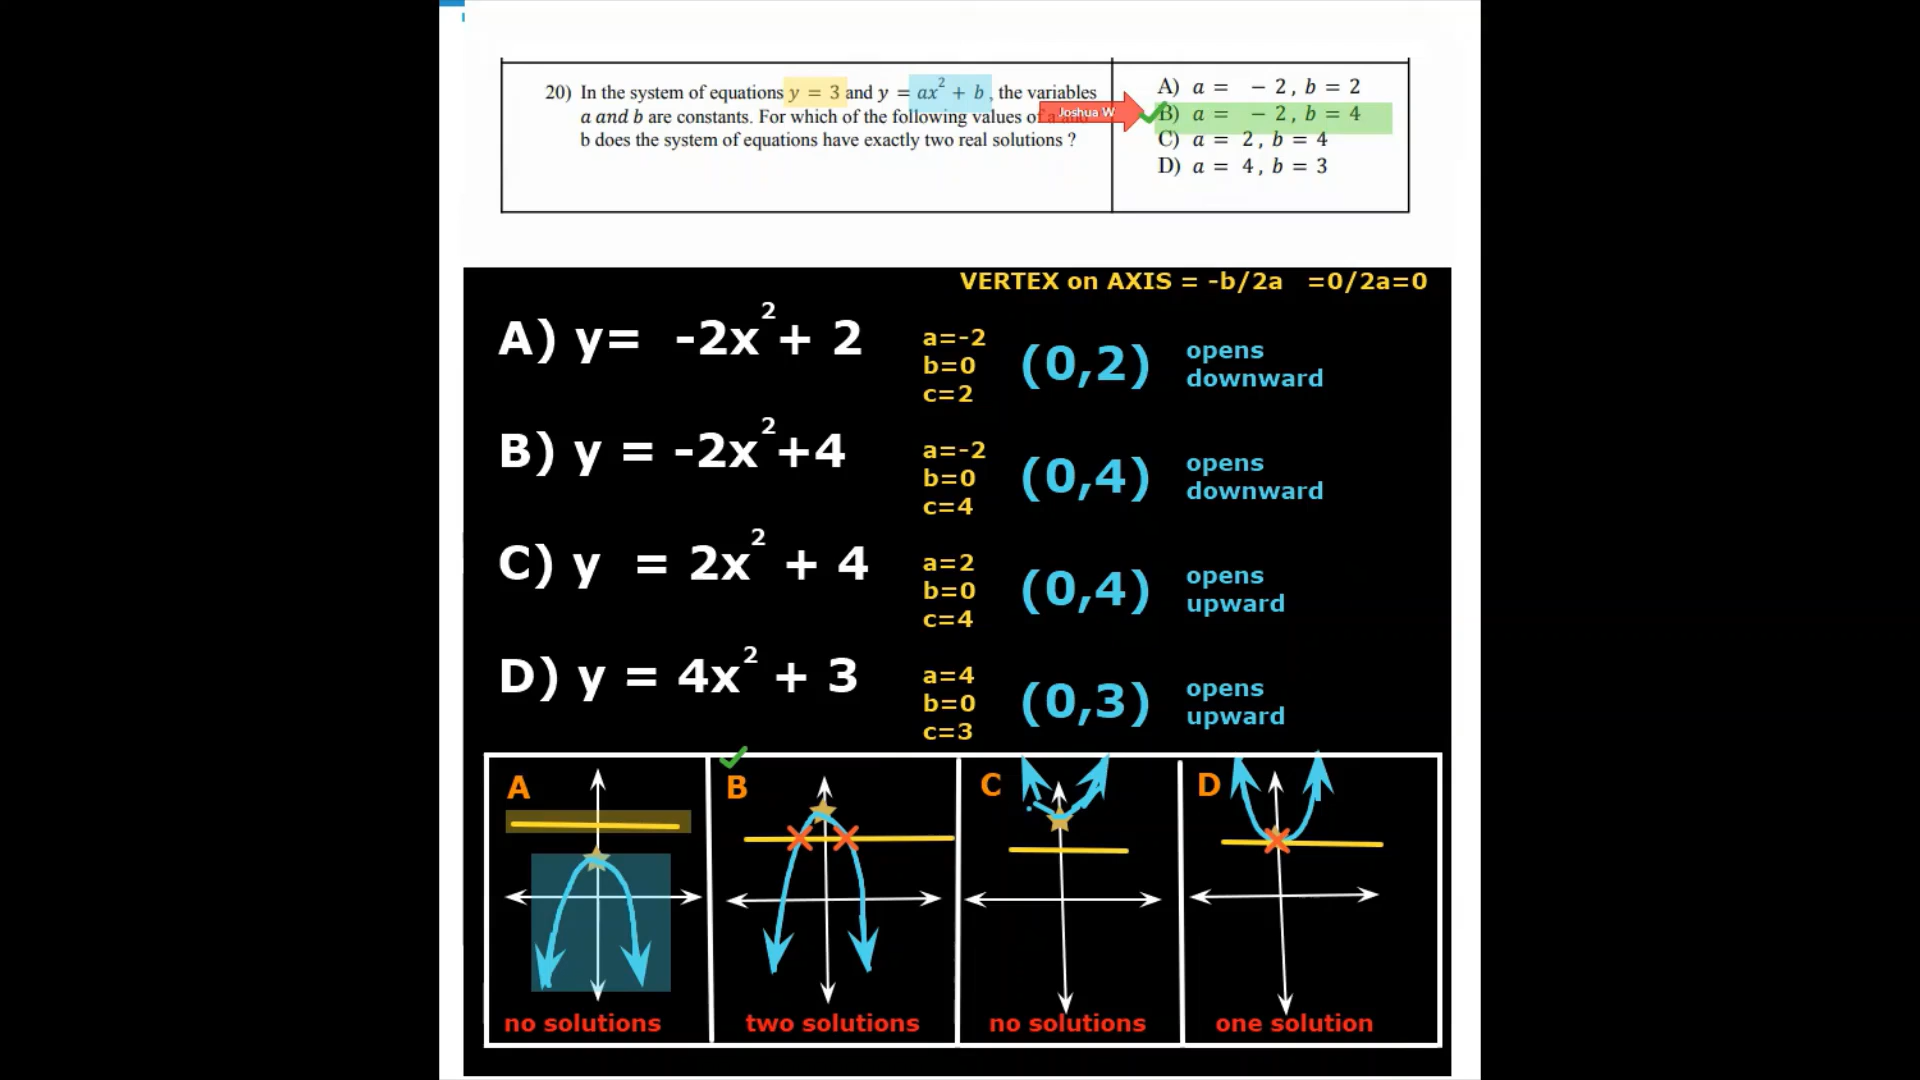 20) In the system of equations y = 3 and y = ax² + b , the variables
a and b are constants. For which of the following values of a and
b does the system of equations have exactly two real solutions ?
Joshua W
A) a = − 2 , b = 2
B) a = − 2 , b = 4
C) a = 2 , b = 4
D) a = 4 , b = 3
VERTEX on AXIS = -b/2a =0/2a=0
A) y= -2x²+ 2
a=-2
b=0
c=2
(0,2)
opens
downward
B) y = -2x²+4
a=-2
b=0
c=4
(0,4)
opens
downward
C) y = 2x² + 4
a=2
b=0
c=4
(0,4)
opens
upward
D) y = 4x² + 3
a=4
b=0
c=3
(0,3)
opens
upward
A
no solutions
B
two solutions
C
no solutions
D
one solution